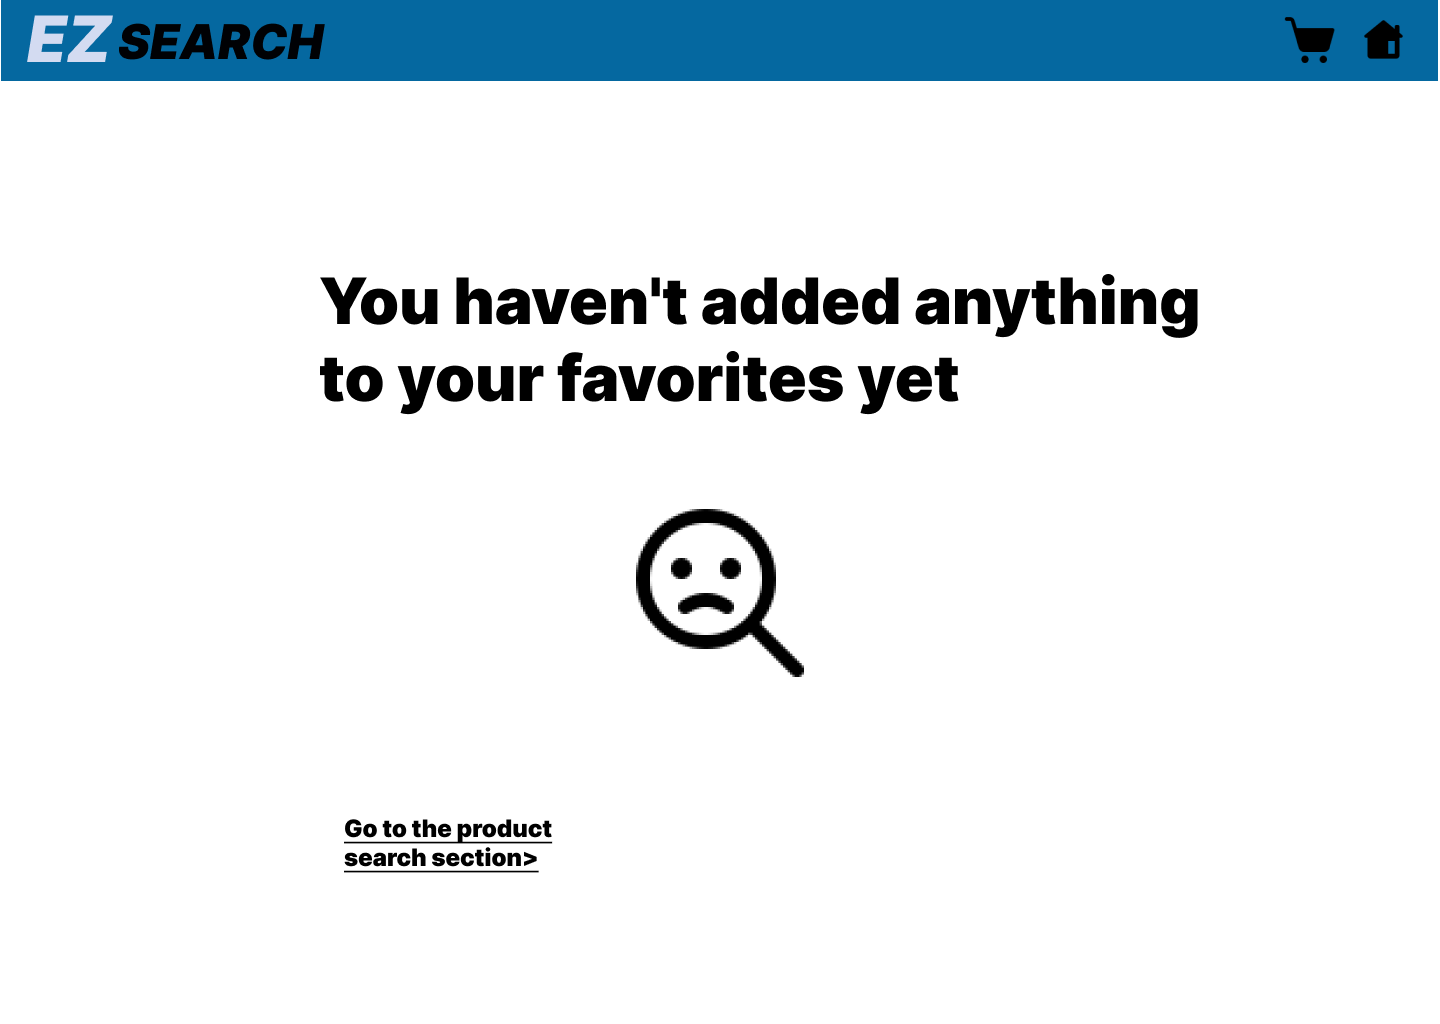 EZ SEARCH
You haven't added anything
to your favorites yet
Go to the product
search section>